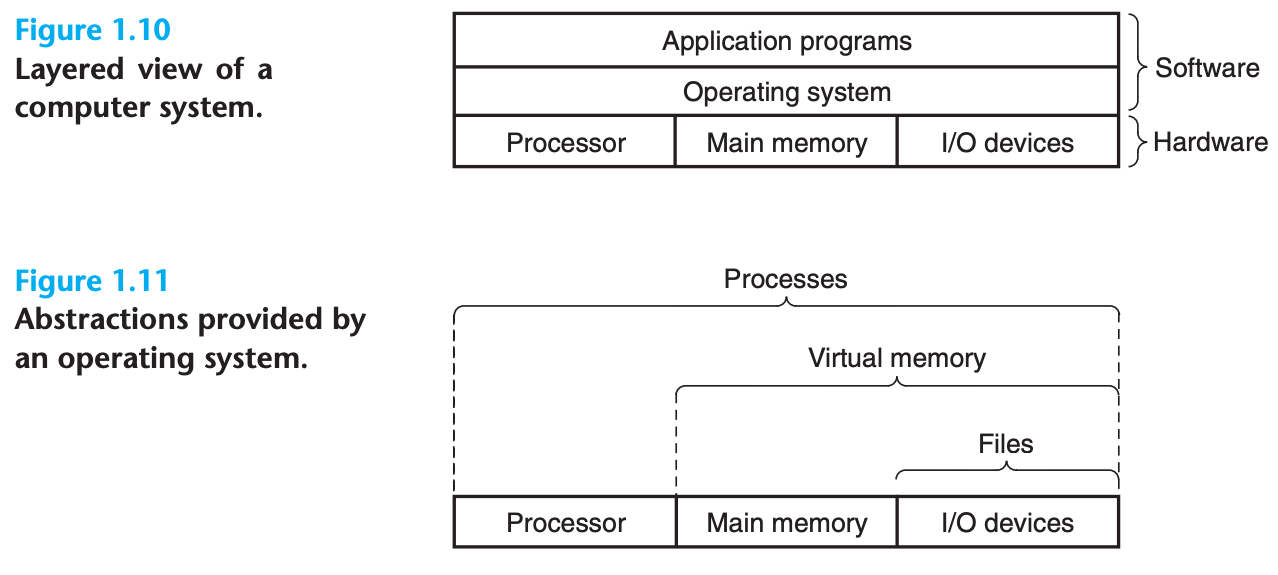 Figure 1.10
Layered view of a
computer system.
Application programs
Operating system
Processor
Main memory
I/O devices
Software
Hardware
Figure 1.11
Abstractions provided by
an operating system.
Processes
Virtual memory
Files
Processor
Main memory
I/O devices